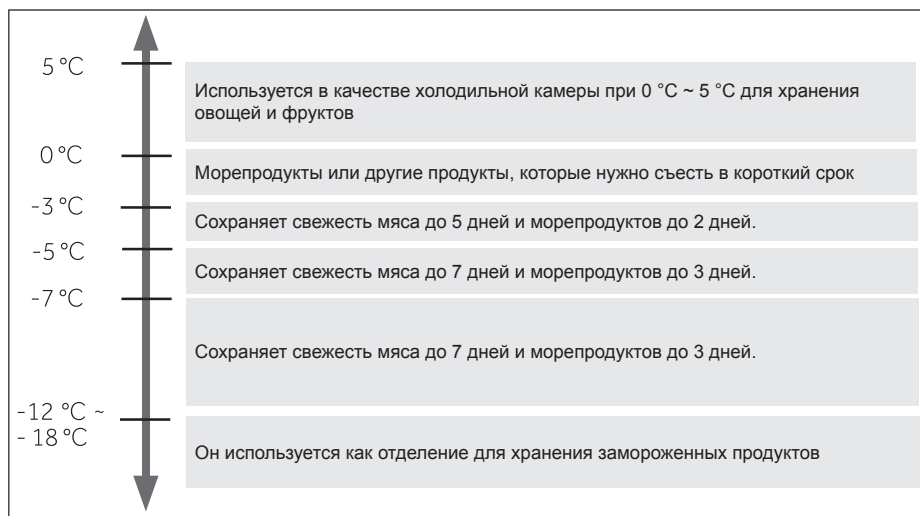 5 °C
Используется в качестве холодильной камеры при 0 °C ~ 5 °C для хранения
овощей и фруктов
0 °C
Морепродукты или другие продукты, которые нужно съесть в короткий срок
-3 °C
Сохраняет свежесть мяса до 5 дней и морепродуктов до 2 дней.
-5 °C
Сохраняет свежесть мяса до 7 дней и морепродуктов до 3 дней.
-7 °C
Сохраняет свежесть мяса до 7 дней и морепродуктов до 3 дней.
-12 °C ~
- 18 °C
Он используется как отделение для хранения замороженных продуктов